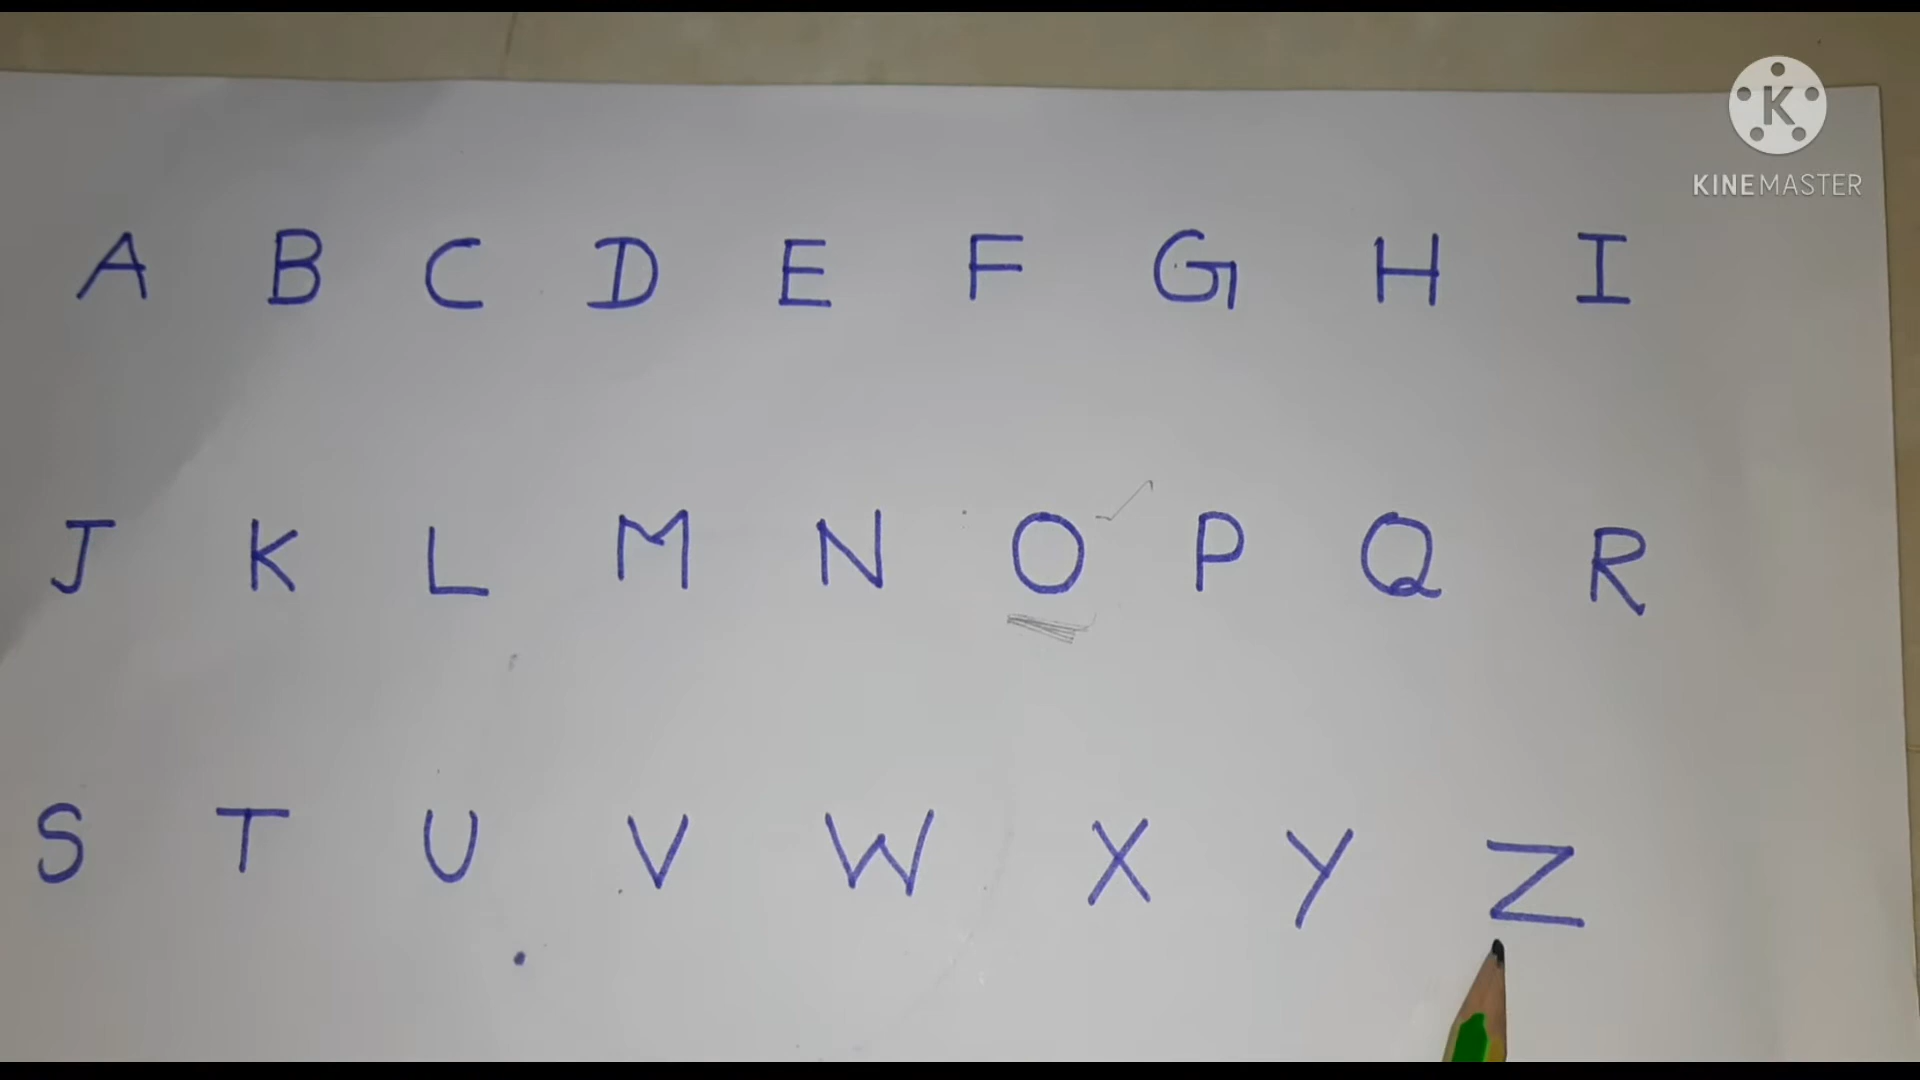 K
KINEMASTER
A B C D E F G H I
J K L M N O P Q R
S T U V W X Y Z